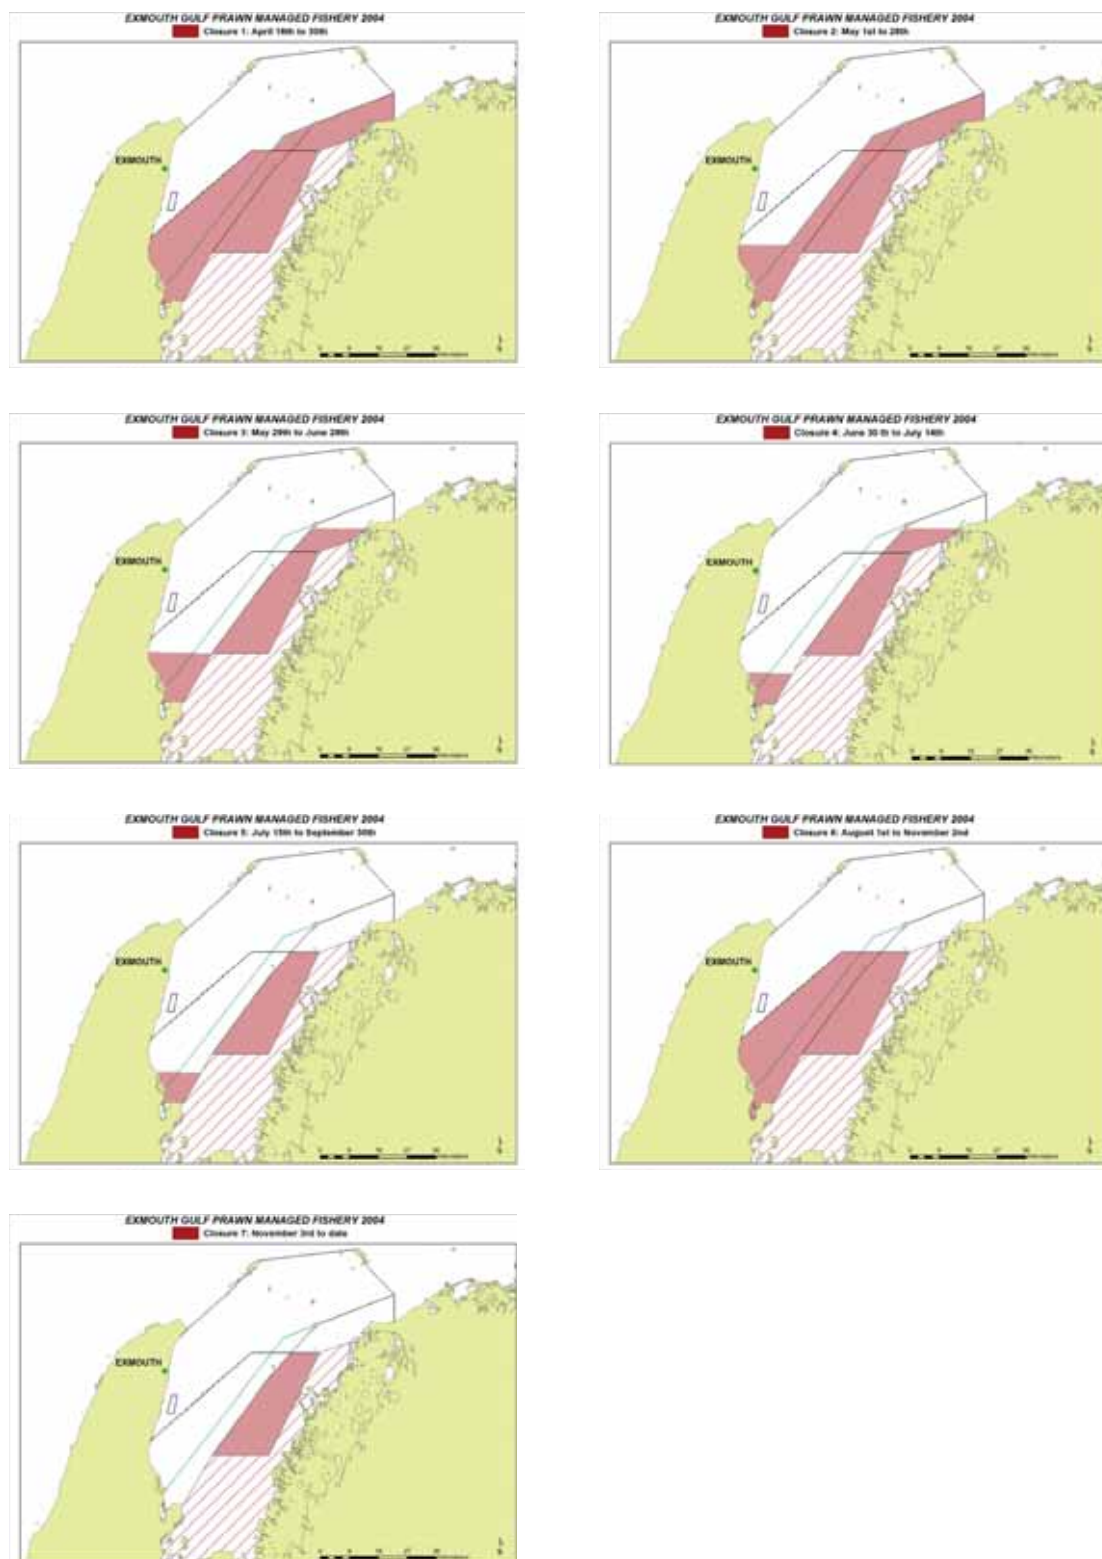 EXMOUTH GULF PRAWN MANAGED FISHERY 2004
Closure 1: April 16th to 30th
EXMOUTH
EXMOUTH GULF PRAWN MANAGED FISHERY 2004
Closure 2: May 1st to 28th
EXMOUTH
EXMOUTH GULF PRAWN MANAGED FISHERY 2004
Closure 3: May 29th to June 29th
EXMOUTH
EXMOUTH GULF PRAWN MANAGED FISHERY 2004
Closure 4: June 30 th to July 14th
EXMOUTH
EXMOUTH GULF PRAWN MANAGED FISHERY 2004
Closure 5: July 15th to September 30th
EXMOUTH
EXMOUTH GULF PRAWN MANAGED FISHERY 2004
Closure 6: August 1st to November 2nd
EXMOUTH
EXMOUTH GULF PRAWN MANAGED FISHERY 2004
Closure 7: November 3rd to date
EXMOUTH